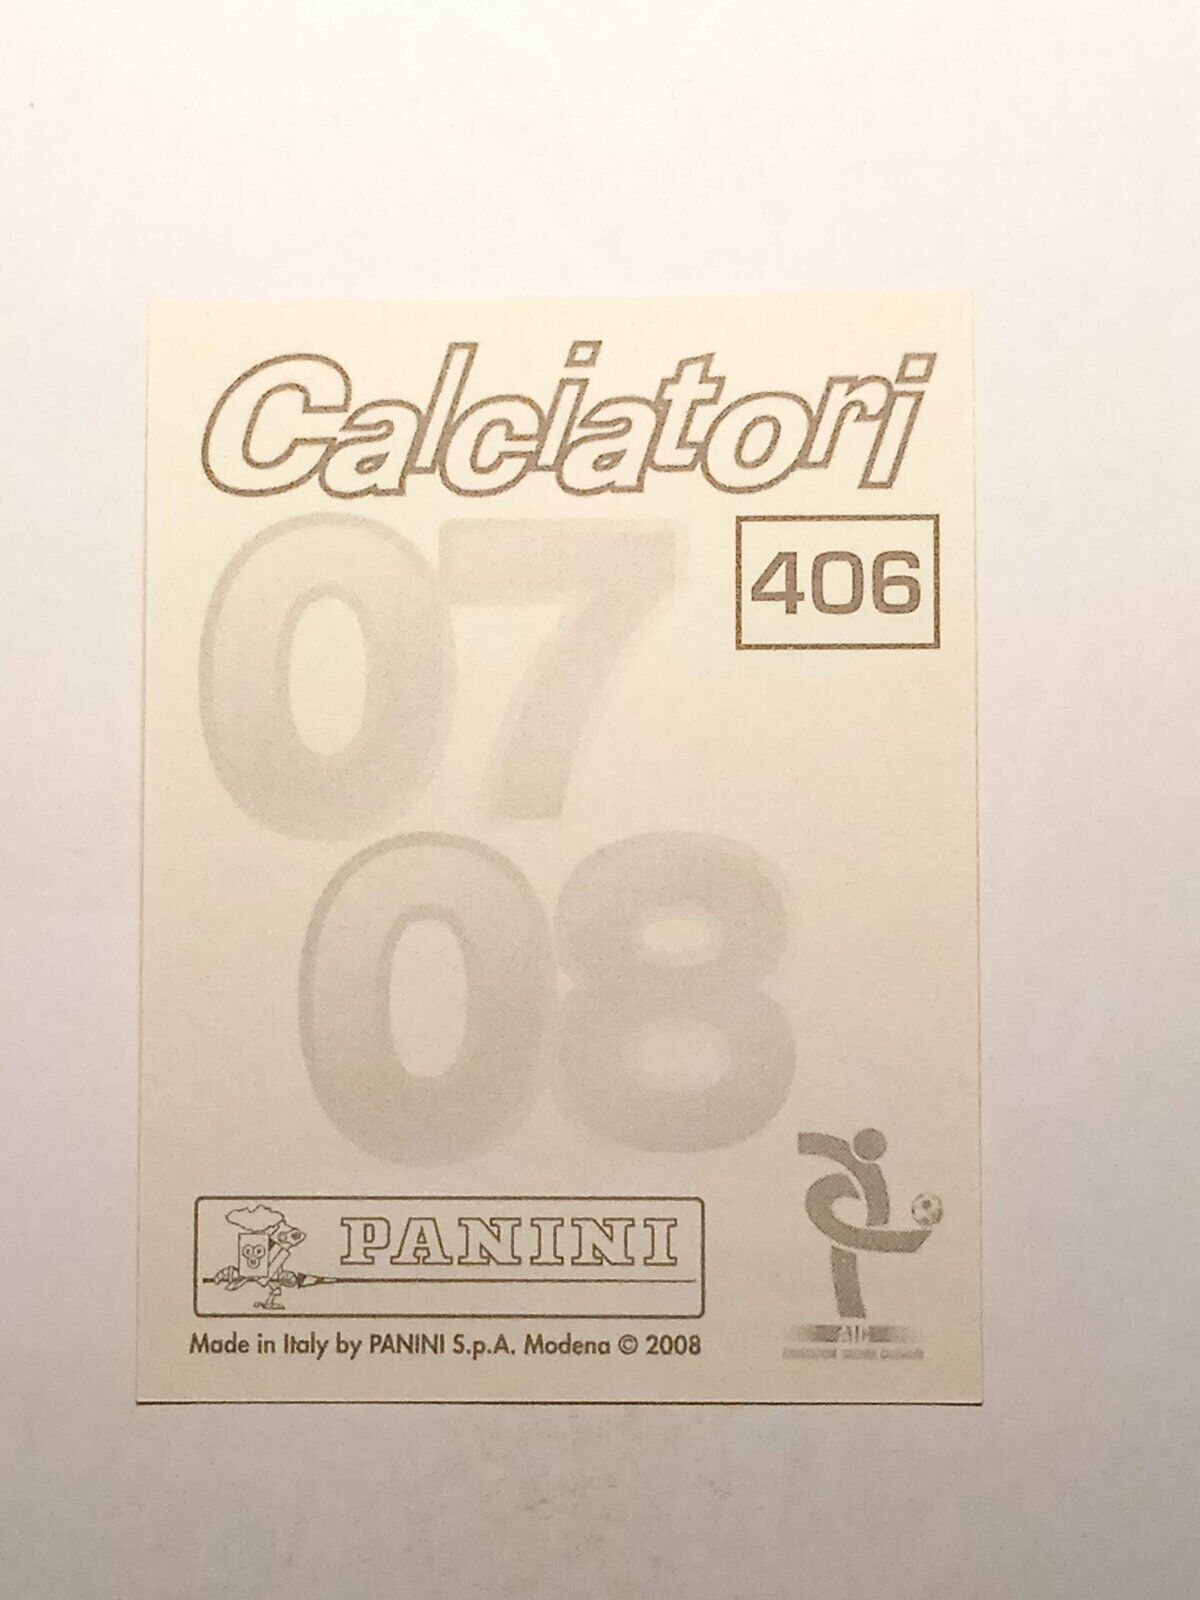 Calciatori
07
406
08
PANINI
Made in Italy by PANINI S.p.A. Modena © 2008